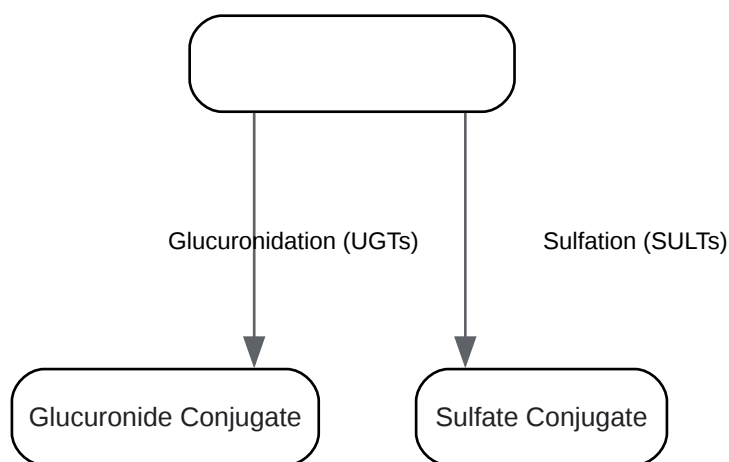 Glucuronidation (UGTs)
Sulfation (SULTs)
Glucuronide Conjugate
Sulfate Conjugate